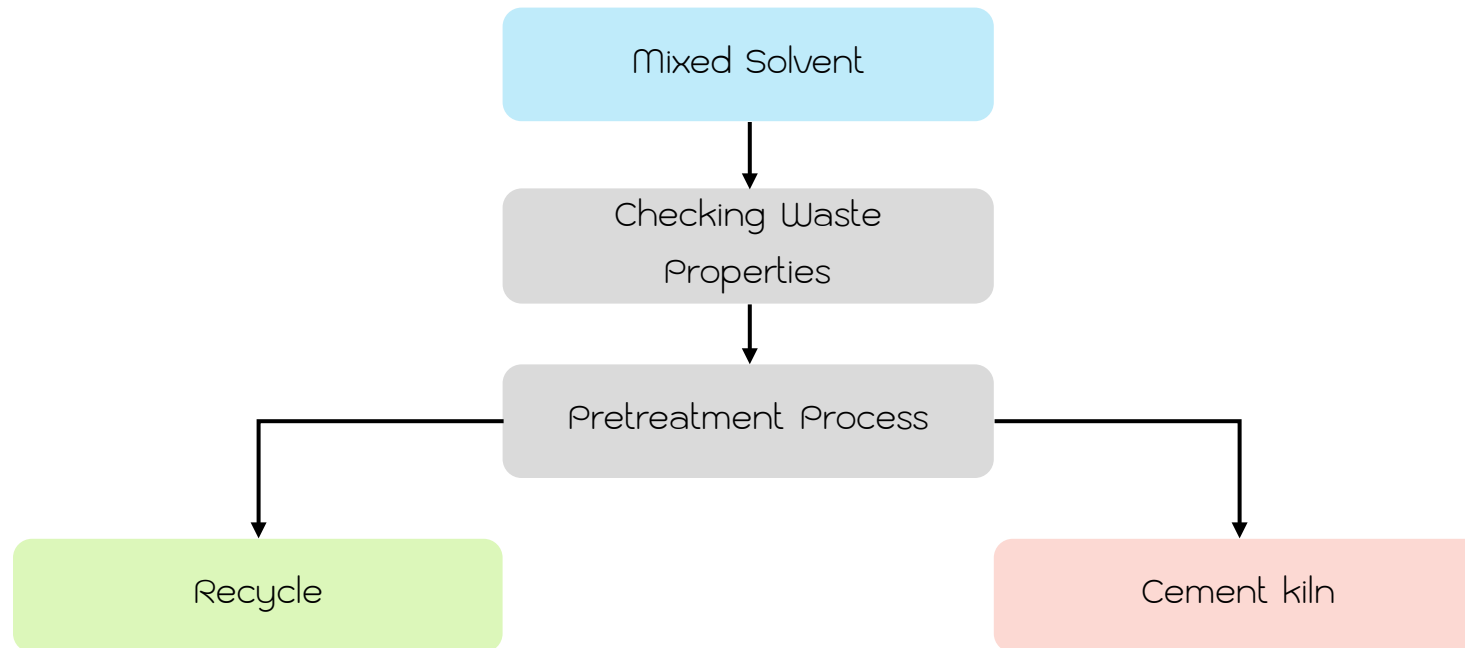 Mixed Solvent
Checking Waste
Properties
Pretreatment Process
Recycle
Cement kiln